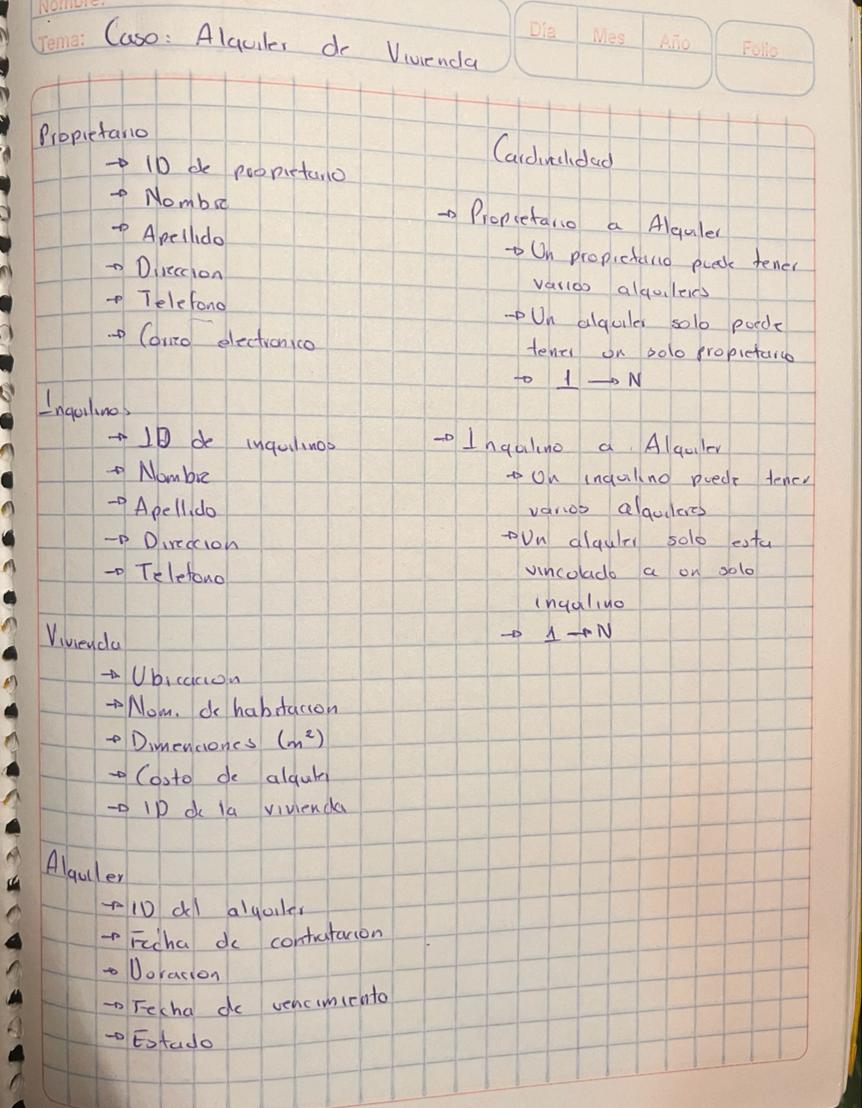 Nombre:
Tema: Caso: Alquiler de Vivienda
Día Mes Año Folio
Propietario
→ ID de propietario
→ Nombre
→ Apellido
→ Direccion
→ Telefono
→ Correo electronico
Inquilinos
→ ID de inquilinos
→ Nombre
→ Apellido
→ Direccion
→ Telefono
Vivienda
→ Ubicacion
→ Nom. de habitacion
→ Dimenciones (m²)
→ Costo de alquiler
→ ID de la vivienda
Alquiler
→ ID del alquiler
→ Fecha de contratacion
→ Duracion
→ Fecha de vencimiento
→ Estado
Cardinalidad
→ Propietario a Alquiler
→ Un propietario puede tener
varios alquileres
→ Un alquiler solo puede
tener un solo propietario
→ 1 → N
→ Inquilino a Alquiler
→ Un inquilino puede tener
varios alquileres
→ Un alquiler solo esta
vinculado a un solo
inquilino
→ 1 → N